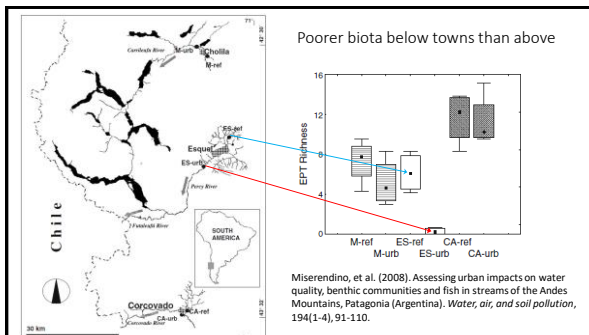 Poorer biota below towns than above
71°
42° 30'
Carrileufu River
M-urb
Cholila
M-ref
ES-ref
Esquel
ES-urb
Percy River
Futaleufu River
Chile
SOUTH
AMERICA
Corcovado
CA-ref
CA-urb
Corcovado River
30 km
EPT Richness
16
12
8
4
0
M-ref
ES-ref
CA-ref
M-urb
ES-urb
CA-urb
Miserendino, et al. (2008). Assessing urban impacts on water
quality, benthic communities and fish in streams of the Andes
Mountains, Patagonia (Argentina). Water, air, and soil pollution,
194(1-4), 91-110.